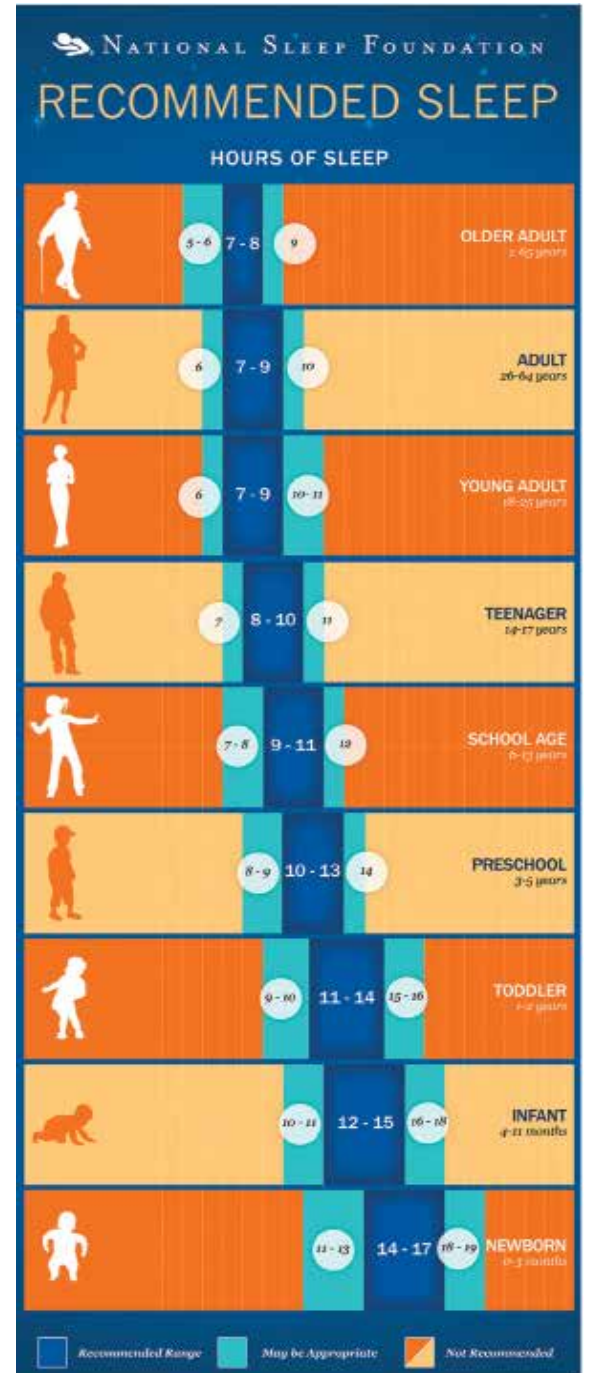 NATIONAL SLEEP FOUNDATION
RECOMMENDED SLEEP
HOURS OF SLEEP
5 - 6 7 - 8 9 OLDER ADULT
65 years
6 7 - 9 10 ADULT
26-64 years
6 7 - 9 10 - 11 YOUNG ADULT
18-25 years
7 8 - 10 11 TEENAGER
14-17 years
7 - 8 9 - 11 12 SCHOOL AGE
6-13 years
8 - 9 10 - 13 14 PRESCHOOL
3-5 years
9 - 10 11 - 14 15 - 16 TODDLER
1-2 years
10 - 11 12 - 15 16 - 18 INFANT
4-11 months
11 - 13 14 - 17 18 - 19 NEWBORN
0-3 months
Recommended Range May be Appropriate Not Recommended